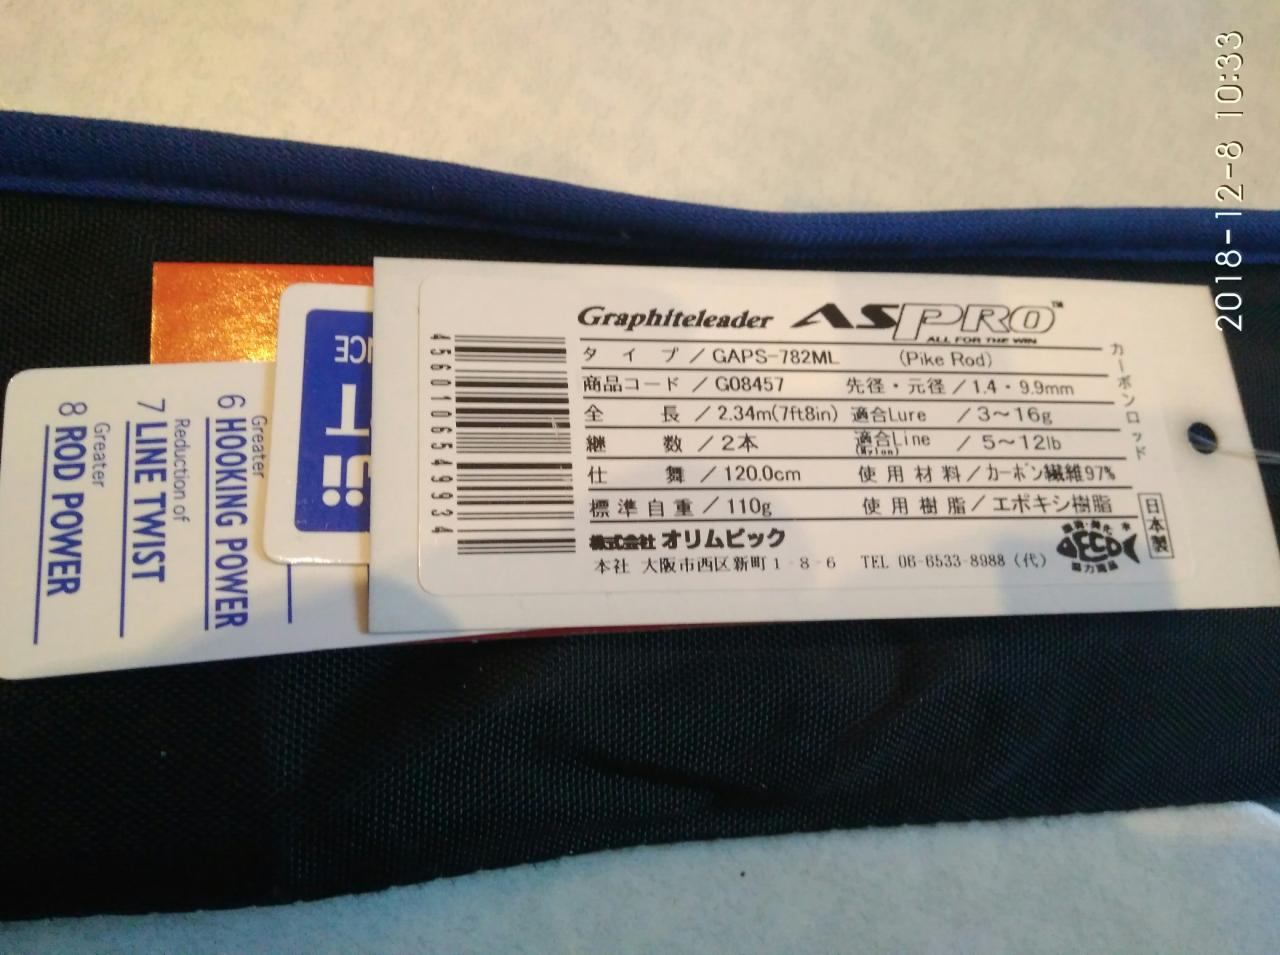 Graphiteleader ASPRO™
ALL FOR THE WIN
タイプ/GAPS-782ML (Pike Rod)
商品コード/G08457 先径・元径/1.4・9.9mm
全長/2.34m(7ft8in) 適合Lure/3～16g
継数/2本 適合Line(Nylon)/5～12lb
仕舞/120.0cm 使用材料/カーボン繊維97%
標準自重/110g 使用樹脂/エポキシ樹脂
株式会社オリムピック
本社 大阪市西区新町1-8-6 TEL 06-6533-8988 (代)
カーボンロッド
日本製
ECO
4560106549934
Greater
6 HOOKING POWER
Reduction of
7 LINE TWIST
Greater
8 ROD POWER
2018-12-8 10:33